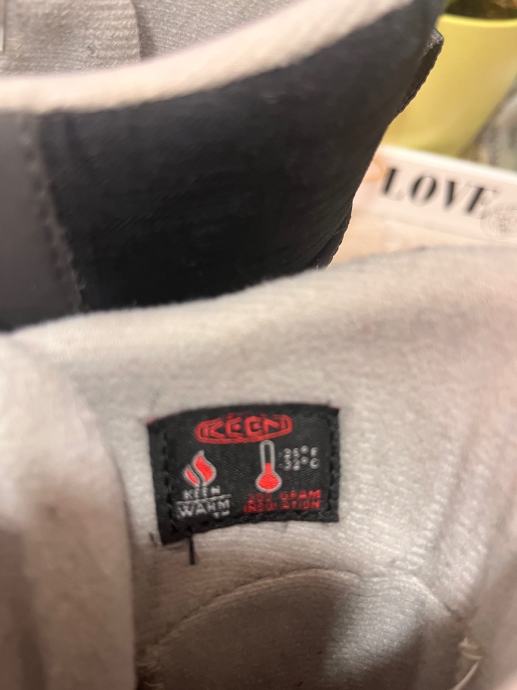 LOVE
KEEN
-25°F
-32°C
KEEN
WARM
200 GRAM
INSULATION